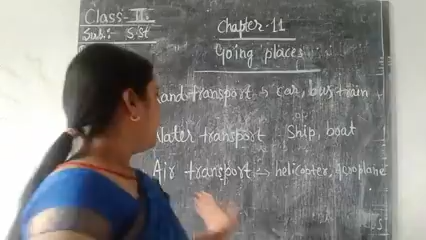 Class- II
Sub:- S.St
Chapter-11
Going places
Land transport → car, bus, train
Water transport - Ship, boat
Air transport → helicopter, aeroplane